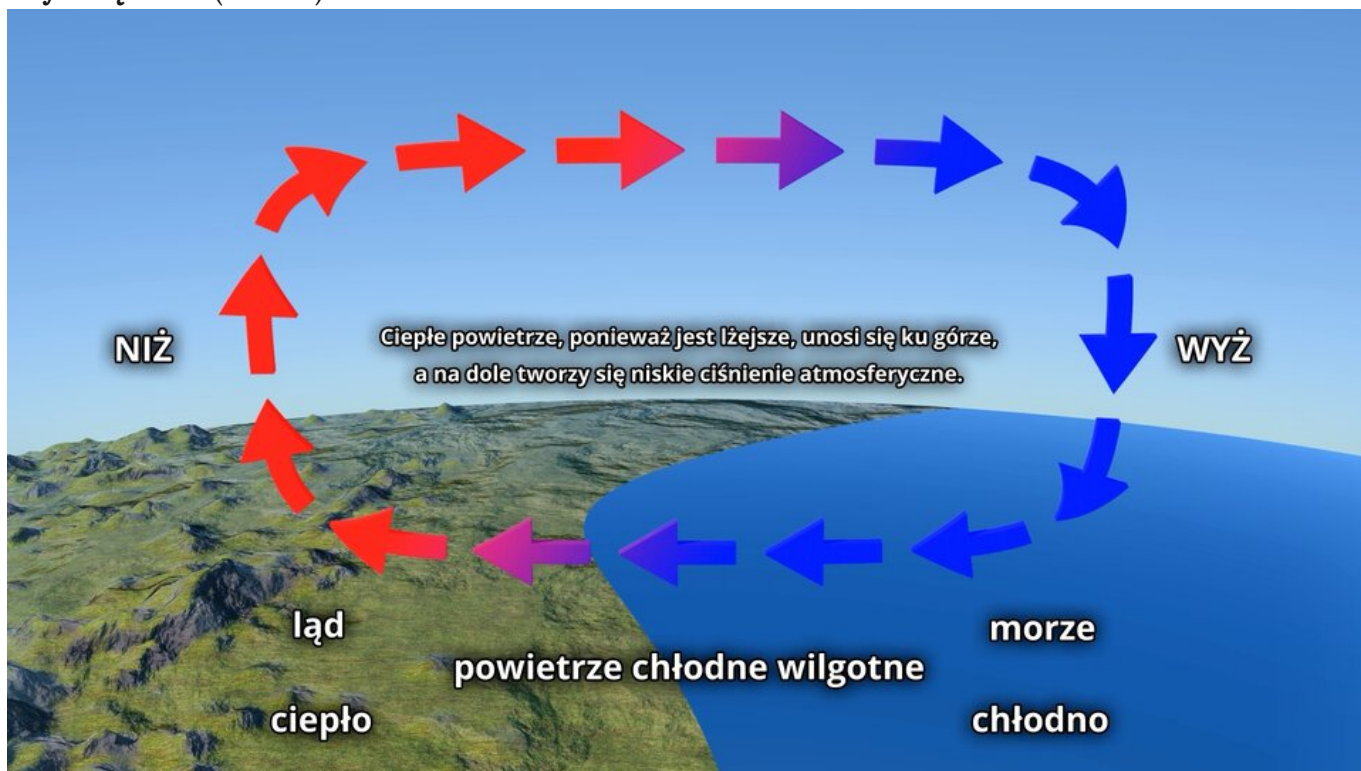 NIŻ
Ciepłe powietrze, ponieważ jest lżejsze, unosi się ku górze,
a na dole tworzy się niskie ciśnienie atmosferyczne.
WYŻ
ląd
morze
powietrze chłodne wilgotne
ciepło
chłodno